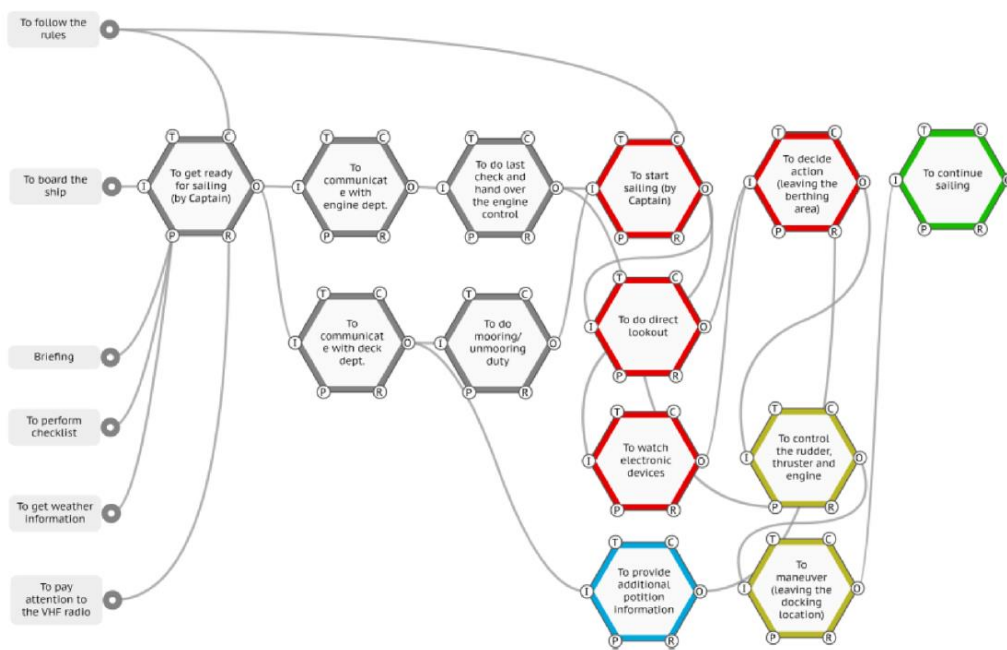 To follow the
rules
To board the
ship
Briefing
To perform
checklist
To get weather
information
To pay
attention to
the VHF radio
T C
To get ready
I for sailing O
(by Captain)
P R
T C
To
communicat
I e with O
engine dept.
P R
T C
To do last
check and
I hand over O
the engine
control
P R
T C
To start
I sailing (by O
Captain)
P R
T C
To decide
action
I (leaving the O
berthing
area)
P R
T C
I To continue O
sailing
P R
T C
To
communicat
I e with deck O
dept.
P R
T C
To do
mooring/
I unmooring O
duty
P R
T C
To do direct
I lookout O
P R
T C
To watch
I electronic O
devices
P R
T C
To control
the rudder,
I thruster and O
engine
P R
T C
To provide
additional
I potition O
information
P R
T C
To
maneuver
I (leaving the O
docking
location)
P R